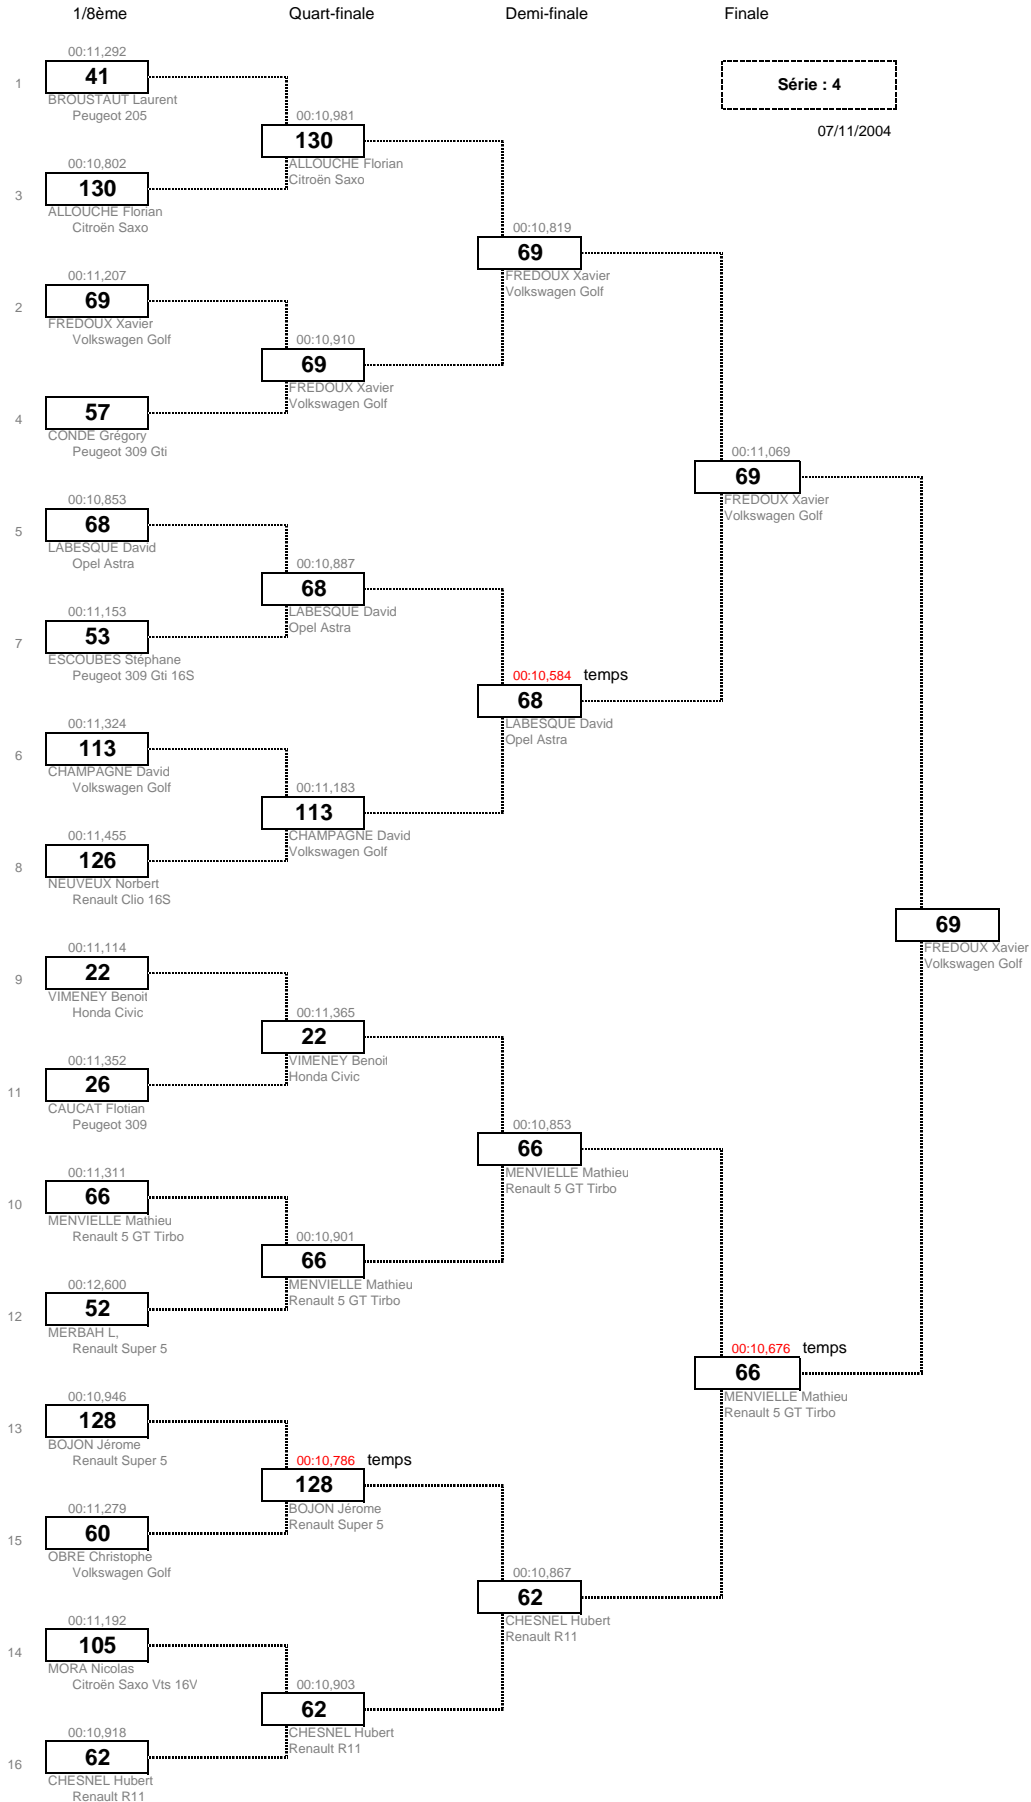 1/8ème Quart-finale Demi-finale Finale
00:11,292
1 41
BROUSTAUT Laurent
Peugeot 205
Série : 4
07/11/2004
00:10,981
130
ALLOUCHE Florian
Citroën Saxo
00:10,802
3 130
ALLOUCHE Florian
Citroën Saxo
00:10,819
69
FREDOUX Xavier
Volkswagen Golf
00:11,207
2 69
FREDOUX Xavier
Volkswagen Golf
00:10,910
69
FREDOUX Xavier
Volkswagen Golf
4 57
CONDE Grégory
Peugeot 309 Gti
00:11,069
69
FREDOUX Xavier
Volkswagen Golf
00:10,853
5 68
LABESQUE David
Opel Astra
00:10,887
68
LABESQUE David
Opel Astra
00:11,153
7 53
ESCOUBES Stéphane
Peugeot 309 Gti 16S
00:10,584 temps
68
LABESQUE David
Opel Astra
00:11,324
6 113
CHAMPAGNE David
Volkswagen Golf
00:11,183
113
CHAMPAGNE David
Volkswagen Golf
00:11,455
8 126
NEUVEUX Norbert
Renault Clio 16S
69
FREDOUX Xavier
Volkswagen Golf
00:11,114
9 22
VIMENEY Benoit
Honda Civic
00:11,365
22
VIMENEY Benoit
Honda Civic
00:11,352
11 26
CAUCAT Flotian
Peugeot 309
00:10,853
66
MENVIELLE Mathieu
Renault 5 GT Tirbo
00:11,311
10 66
MENVIELLE Mathieu
Renault 5 GT Tirbo
00:10,901
66
MENVIELLE Mathieu
Renault 5 GT Tirbo
00:12,600
12 52
MERBAH L,
Renault Super 5
00:10,676 temps
66
MENVIELLE Mathieu
Renault 5 GT Tirbo
00:10,946
13 128
BOJON Jérome
Renault Super 5
00:10,786 temps
128
BOJON Jérome
Renault Super 5
00:11,279
15 60
OBRE Christophe
Volkswagen Golf
00:10,867
62
CHESNEL Hubert
Renault R11
00:11,192
14 105
MORA Nicolas
Citroën Saxo Vts 16V
00:10,903
62
CHESNEL Hubert
Renault R11
00:10,918
16 62
CHESNEL Hubert
Renault R11